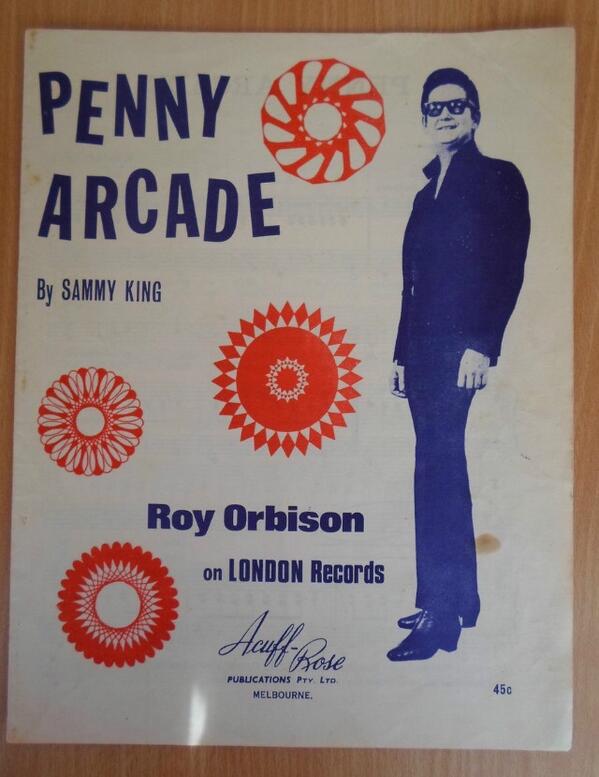 PENNY
ARCADE
By SAMMY KING
Roy Orbison
on LONDON Records
Acuff-Rose
PUBLICATIONS PTY. LTD.
MELBOURNE.
45c